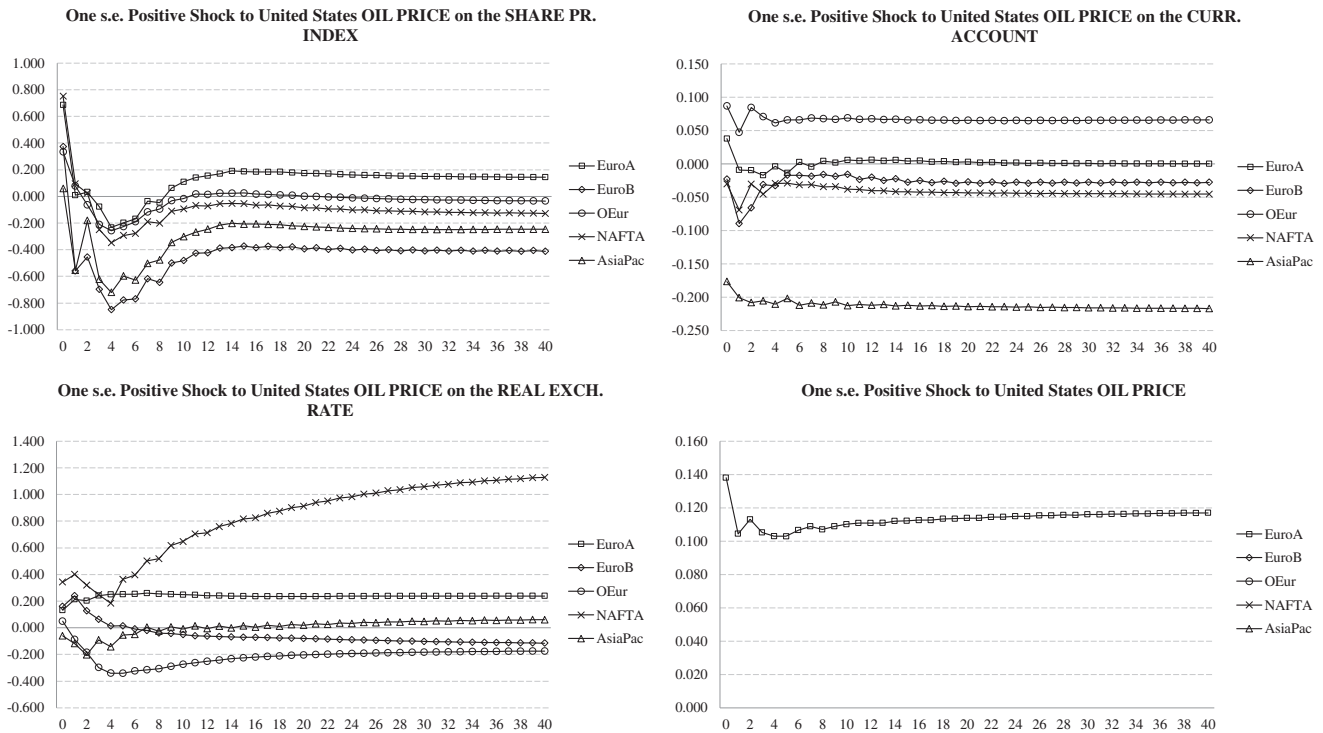 One s.e. Positive Shock to United States OIL PRICE on the SHARE PR.
INDEX
1.000
0.800
0.600
0.400
0.200
0.000
-0.200
-0.400
-0.600
-0.800
-1.000
0 2 4 6 8 10 12 14 16 18 20 22 24 26 28 30 32 34 36 38 40
EuroA
EuroB
OEur
NAFTA
AsiaPac
One s.e. Positive Shock to United States OIL PRICE on the CURR.
ACCOUNT
0.150
0.100
0.050
0.000
-0.050
-0.100
-0.150
-0.200
-0.250
0 2 4 6 8 10 12 14 16 18 20 22 24 26 28 30 32 34 36 38 40
EuroA
EuroB
OEur
NAFTA
AsiaPac
One s.e. Positive Shock to United States OIL PRICE on the REAL EXCH.
RATE
1.400
1.200
1.000
0.800
0.600
0.400
0.200
0.000
-0.200
-0.400
-0.600
0 2 4 6 8 10 12 14 16 18 20 22 24 26 28 30 32 34 36 38 40
EuroA
EuroB
OEur
NAFTA
AsiaPac
One s.e. Positive Shock to United States OIL PRICE
0.160
0.140
0.120
0.100
0.080
0.060
0.040
0.020
0.000
0 2 4 6 8 10 12 14 16 18 20 22 24 26 28 30 32 34 36 38 40
EuroA
EuroB
OEur
NAFTA
AsiaPac